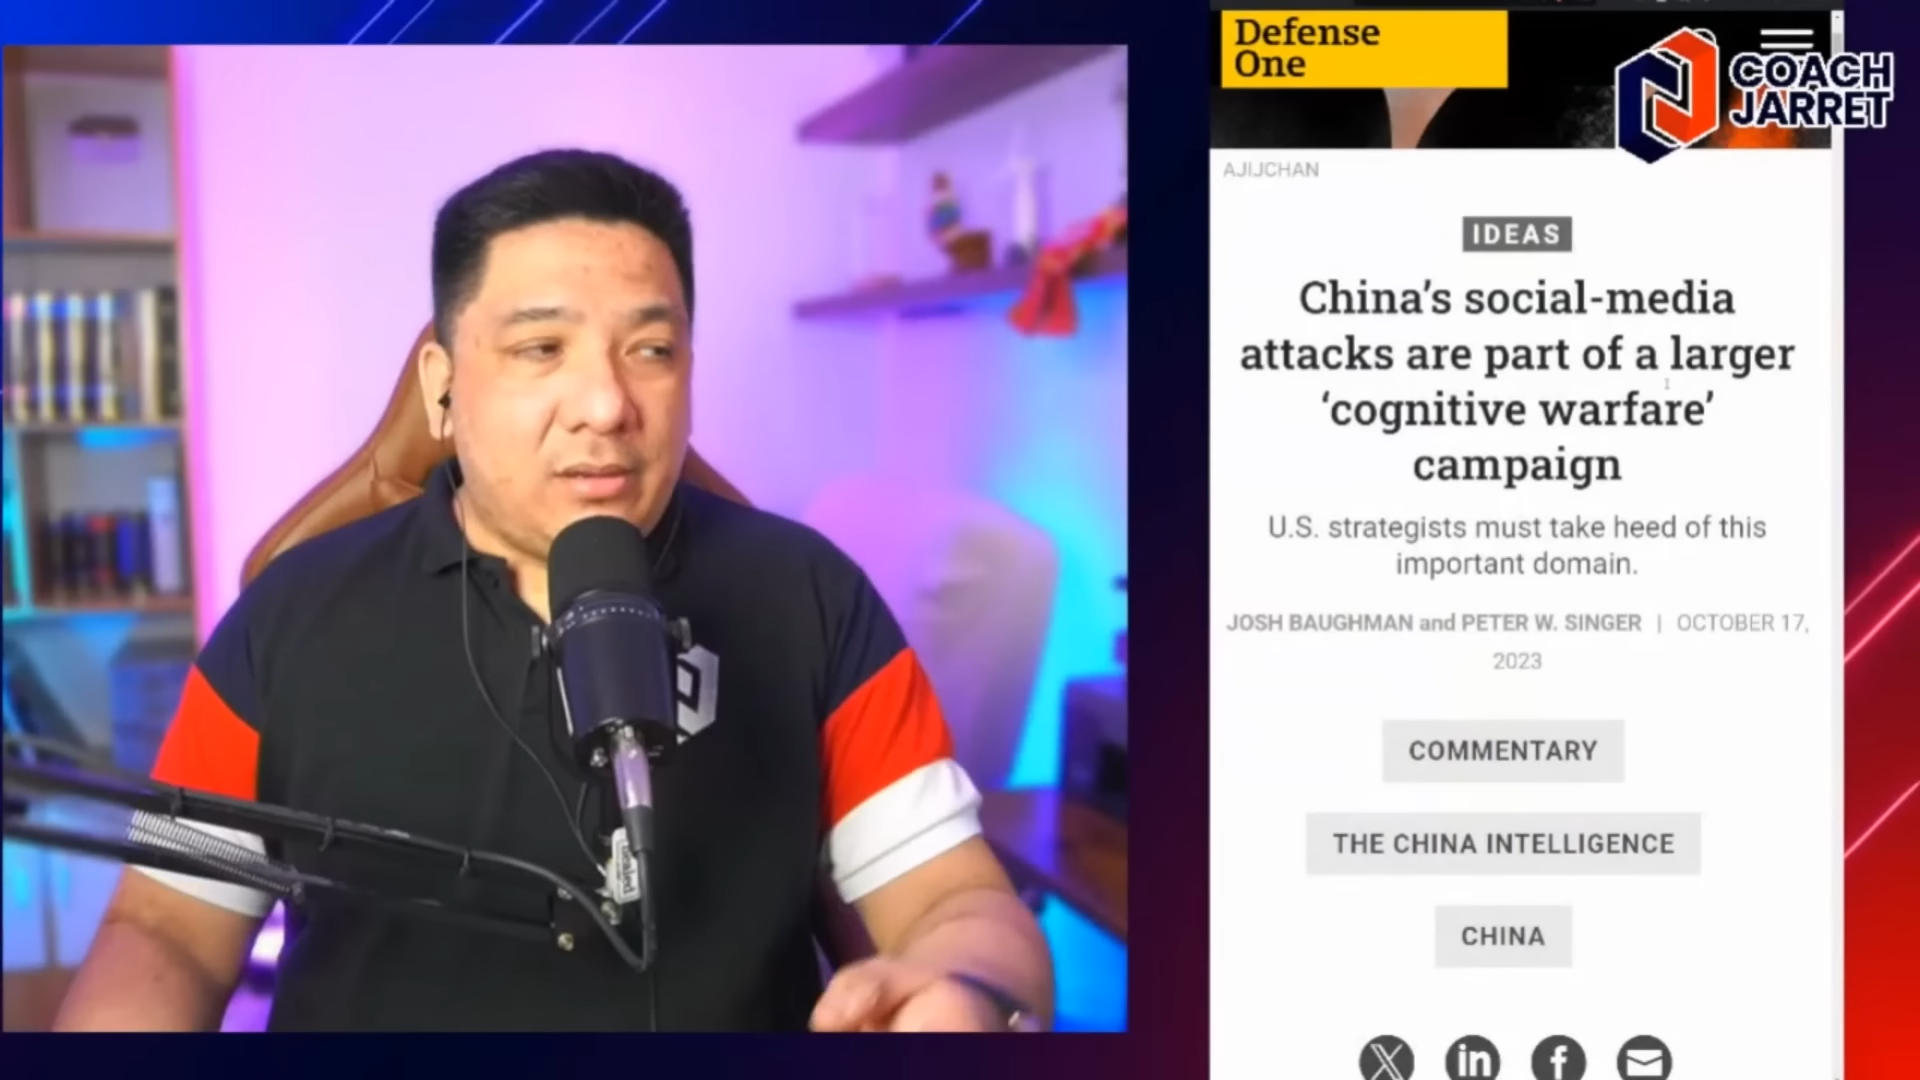 Defense
One
COACH
JARRET
AJIJCHAN
IDEAS
China’s social-media
attacks are part of a larger
‘cognitive warfare’
campaign
U.S. strategists must take heed of this
important domain.
JOSH BAUGHMAN and PETER W. SINGER | OCTOBER 17,
2023
COMMENTARY
THE CHINA INTELLIGENCE
CHINA
X
in
f